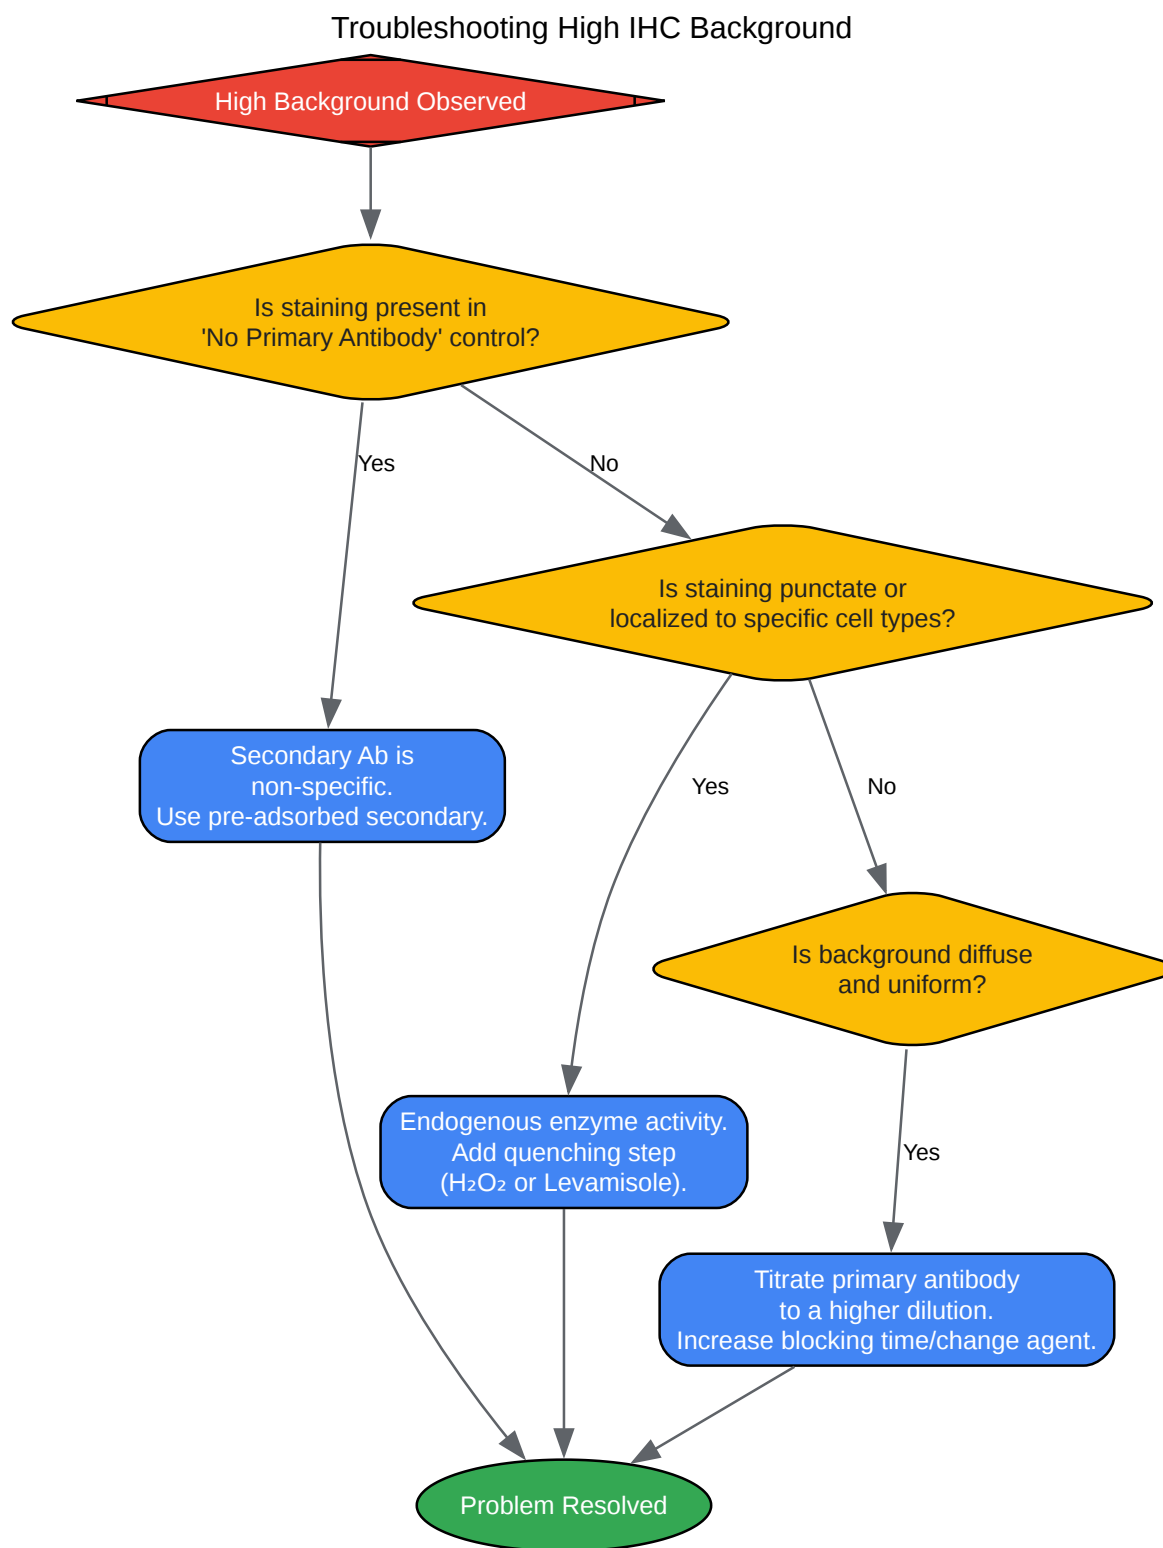 Troubleshooting High IHC Background
High Background Observed
Is staining present in
'No Primary Antibody' control?
Yes
No
Is staining punctate or
localized to specific cell types?
Secondary Ab is
non-specific.
Use pre-adsorbed secondary.
Yes
No
Is background diffuse
and uniform?
Endogenous enzyme activity.
Add quenching step
(H₂O₂ or Levamisole).
Yes
Titrate primary antibody
to a higher dilution.
Increase blocking time/change agent.
Problem Resolved